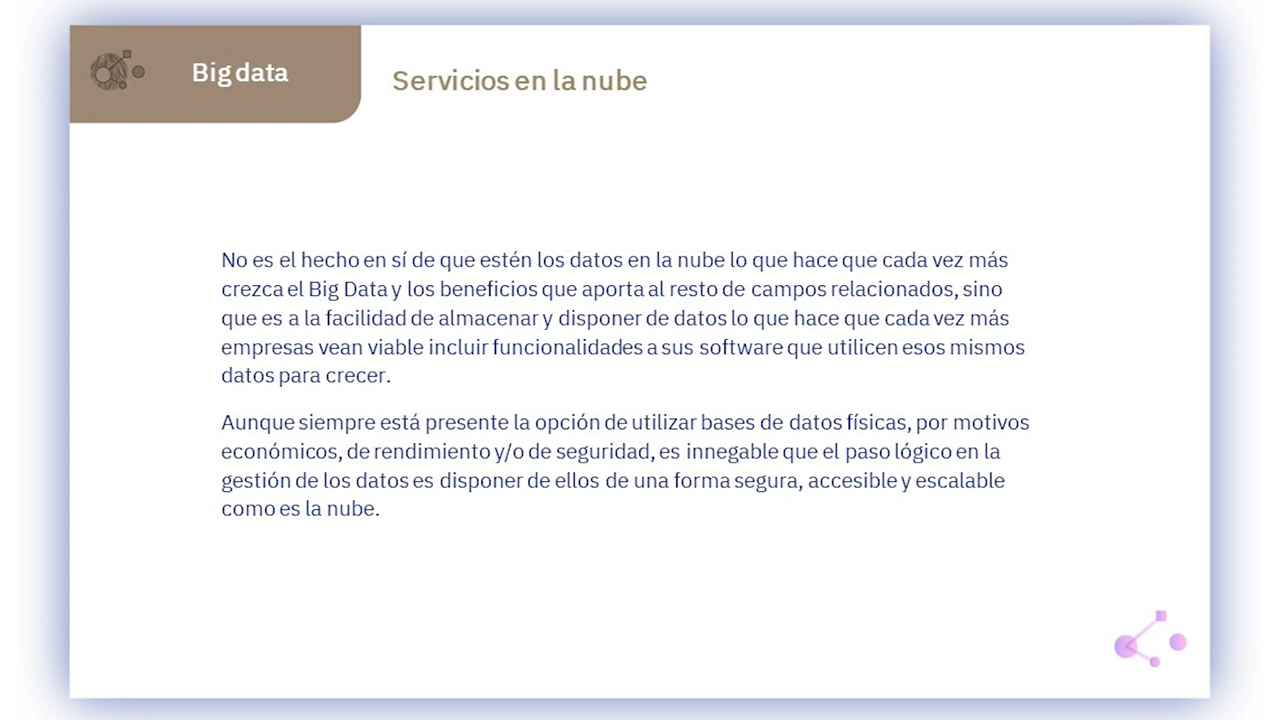 Big data
Servicios en la nube
No es el hecho en sí de que estén los datos en la nube lo que hace que cada vez más
crezca el Big Data y los beneficios que aporta al resto de campos relacionados, sino
que es a la facilidad de almacenar y disponer de datos lo que hace que cada vez más
empresas vean viable incluir funcionalidades a sus software que utilicen esos mismos
datos para crecer.
Aunque siempre está presente la opción de utilizar bases de datos físicas, por motivos
económicos, de rendimiento y/o de seguridad, es innegable que el paso lógico en la
gestión de los datos es disponer de ellos de una forma segura, accesible y escalable
como es la nube.